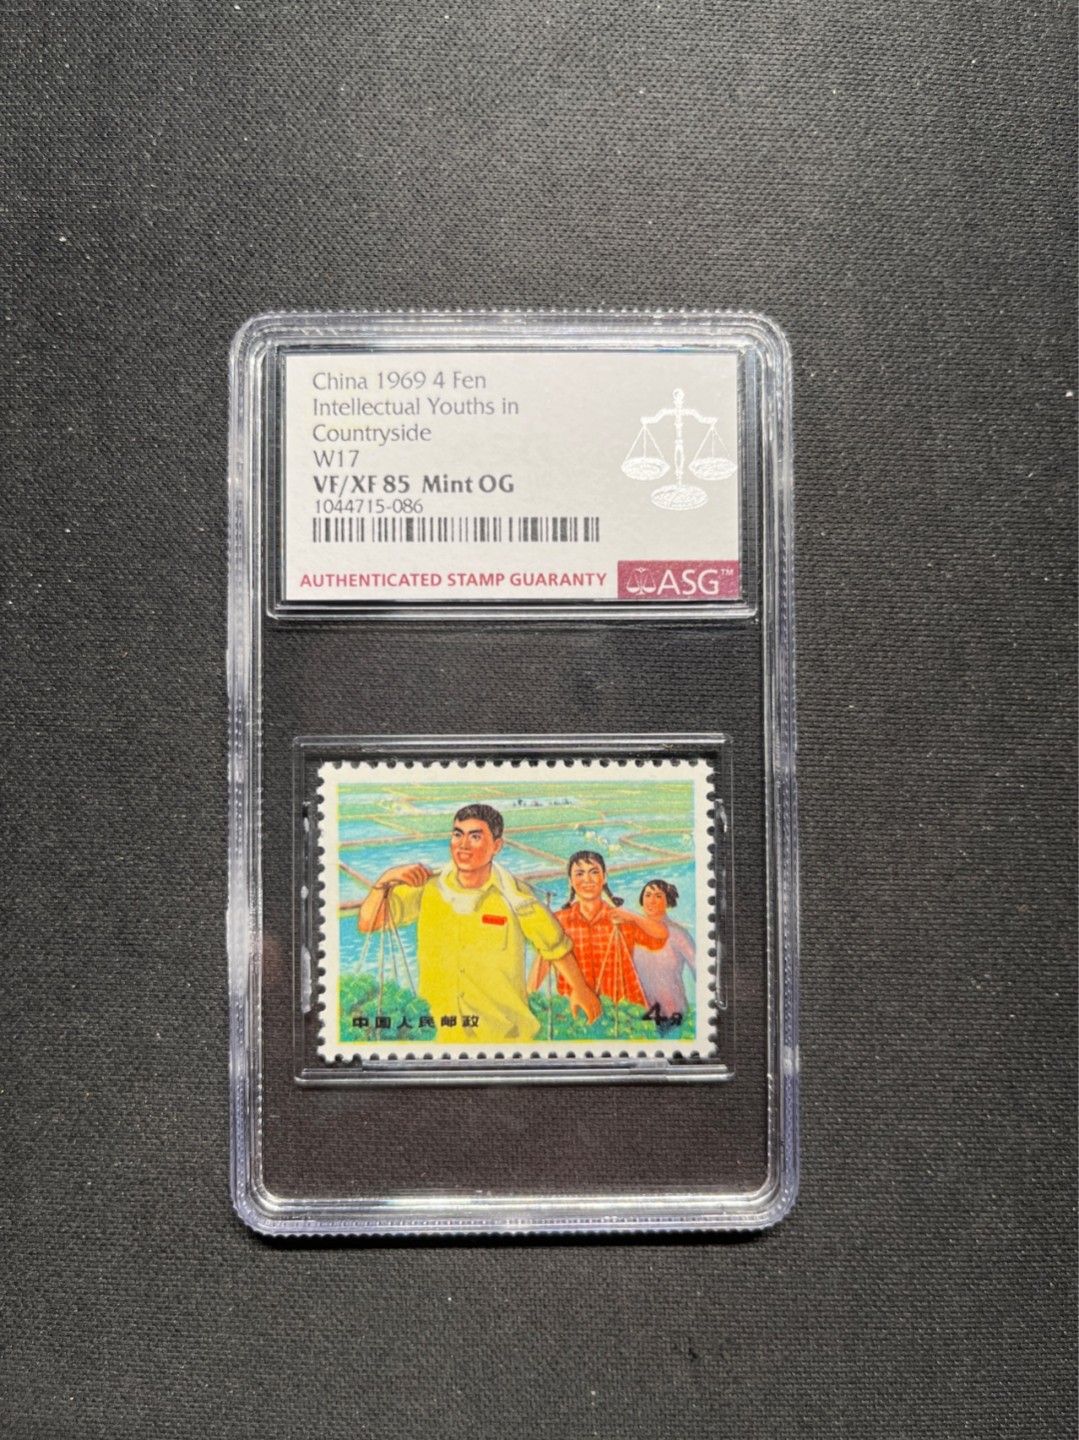 China 1969 4 Fen
Intellectual Youths in
Countryside
W17
VF/XF 85 Mint OG
1044715-086
AUTHENTICATED STAMP GUARANTY
ASG™
中国人民邮政
4分